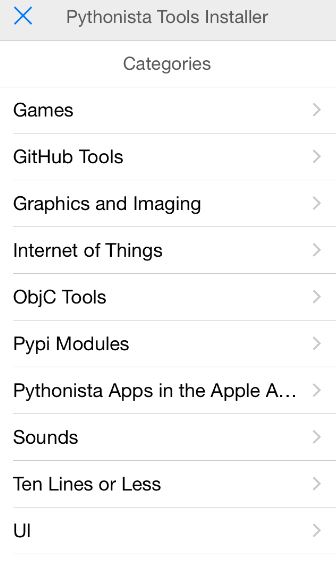 Pythonista Tools Installer
Categories
Games
GitHub Tools
Graphics and Imaging
Internet of Things
ObjC Tools
Pypi Modules
Pythonista Apps in the Apple A...
Sounds
Ten Lines or Less
UI